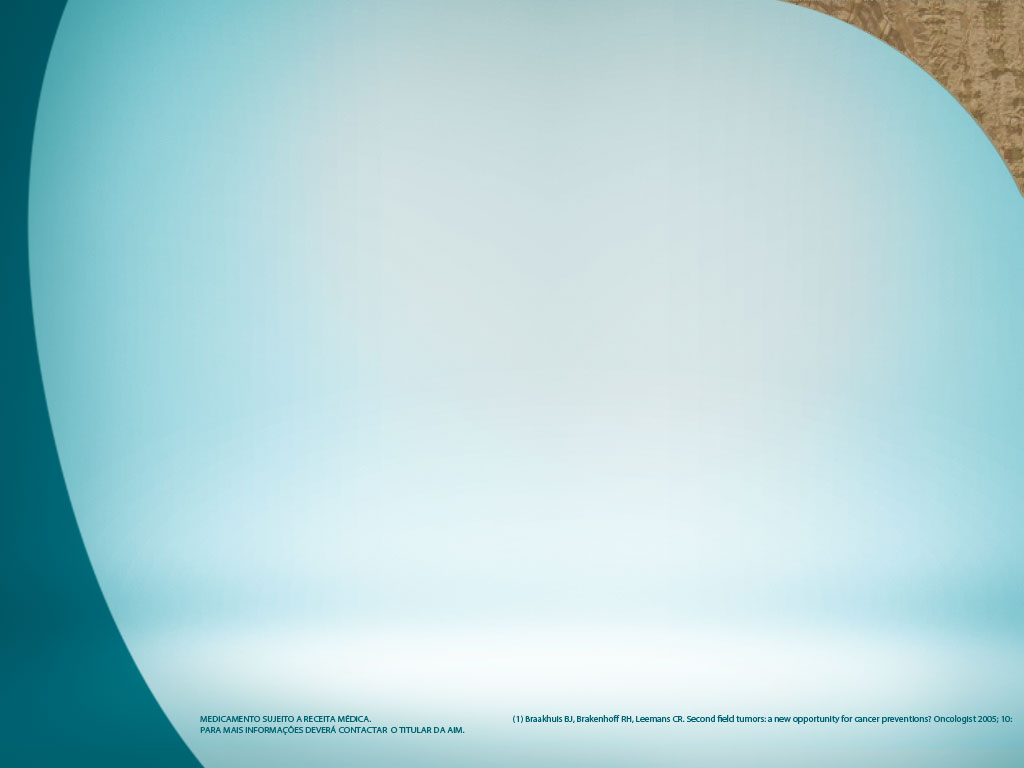 MEDICAMENTO SUJEITO A RECEITA MÉDICA.
PARA MAIS INFORMAÇÕES DEVERÁ CONTACTAR O TITULAR DA AIM.
(1) Braakhuis BJ, Brakenhoff RH, Leemans CR. Second field tumors: a new opportunity for cancer preventions? Oncologist 2005; 10: